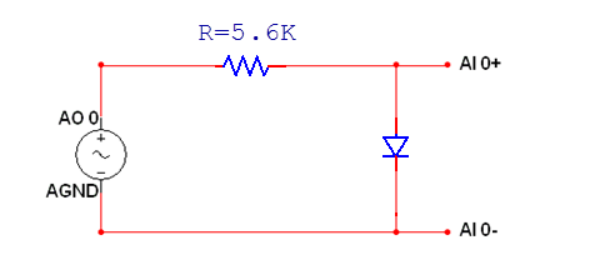 R=5.6K
AI 0+
AO 0
+
AGND
AI 0-